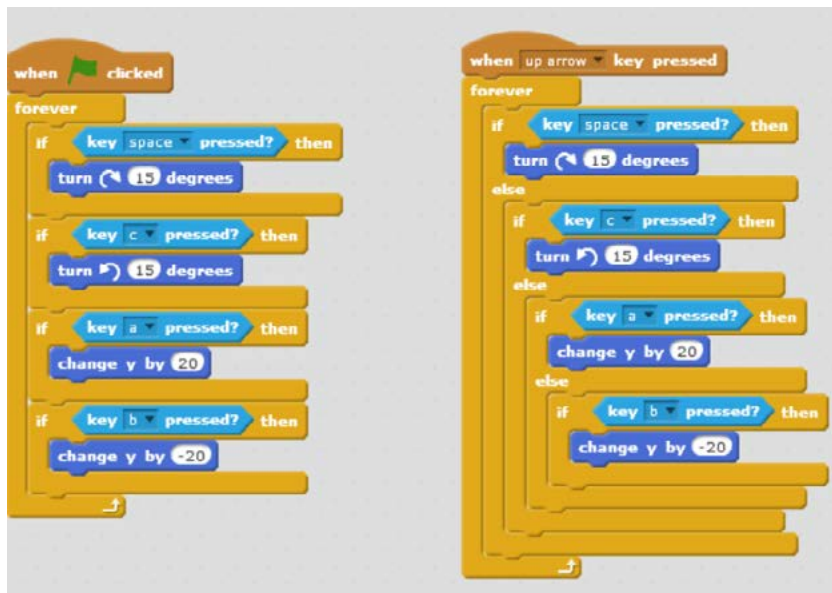 when clicked
forever
if key space pressed? then
turn 15 degrees
if key c pressed? then
turn 15 degrees
if key a pressed? then
change y by 20
if key b pressed? then
change y by -20
when up arrow key pressed
forever
if key space pressed? then
turn 15 degrees
else
if key c pressed? then
turn 15 degrees
else
if key a pressed? then
change y by 20
else
if key b pressed? then
change y by -20